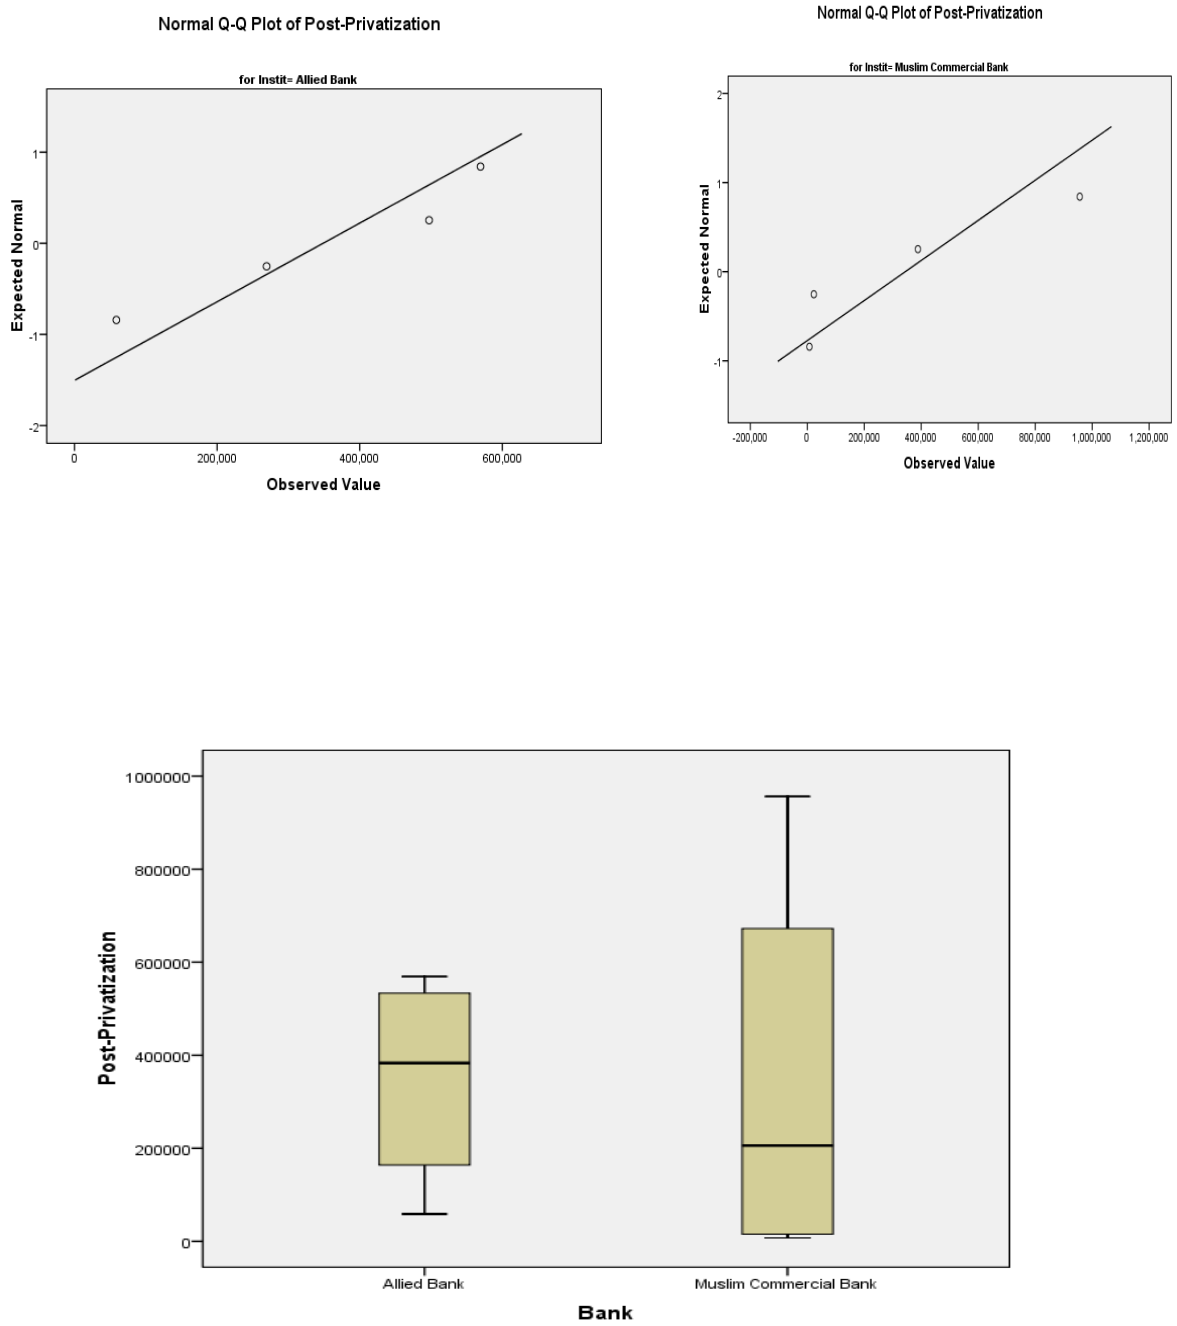 Normal Q-Q Plot of Post-Privatization
for Instit= Allied Bank
Expected Normal
1
0
-1
-2
0 200,000 400,000 600,000
Observed Value
Normal Q-Q Plot of Post-Privatization
for Instit= Muslim Commercial Bank
Expected Normal
2
1
0
-1
-200,000 0 200,000 400,000 600,000 800,000 1,000,000 1,200,000
Observed Value
Post-Privatization
1000000
800000
600000
400000
200000
0
Allied Bank Muslim Commercial Bank
Bank